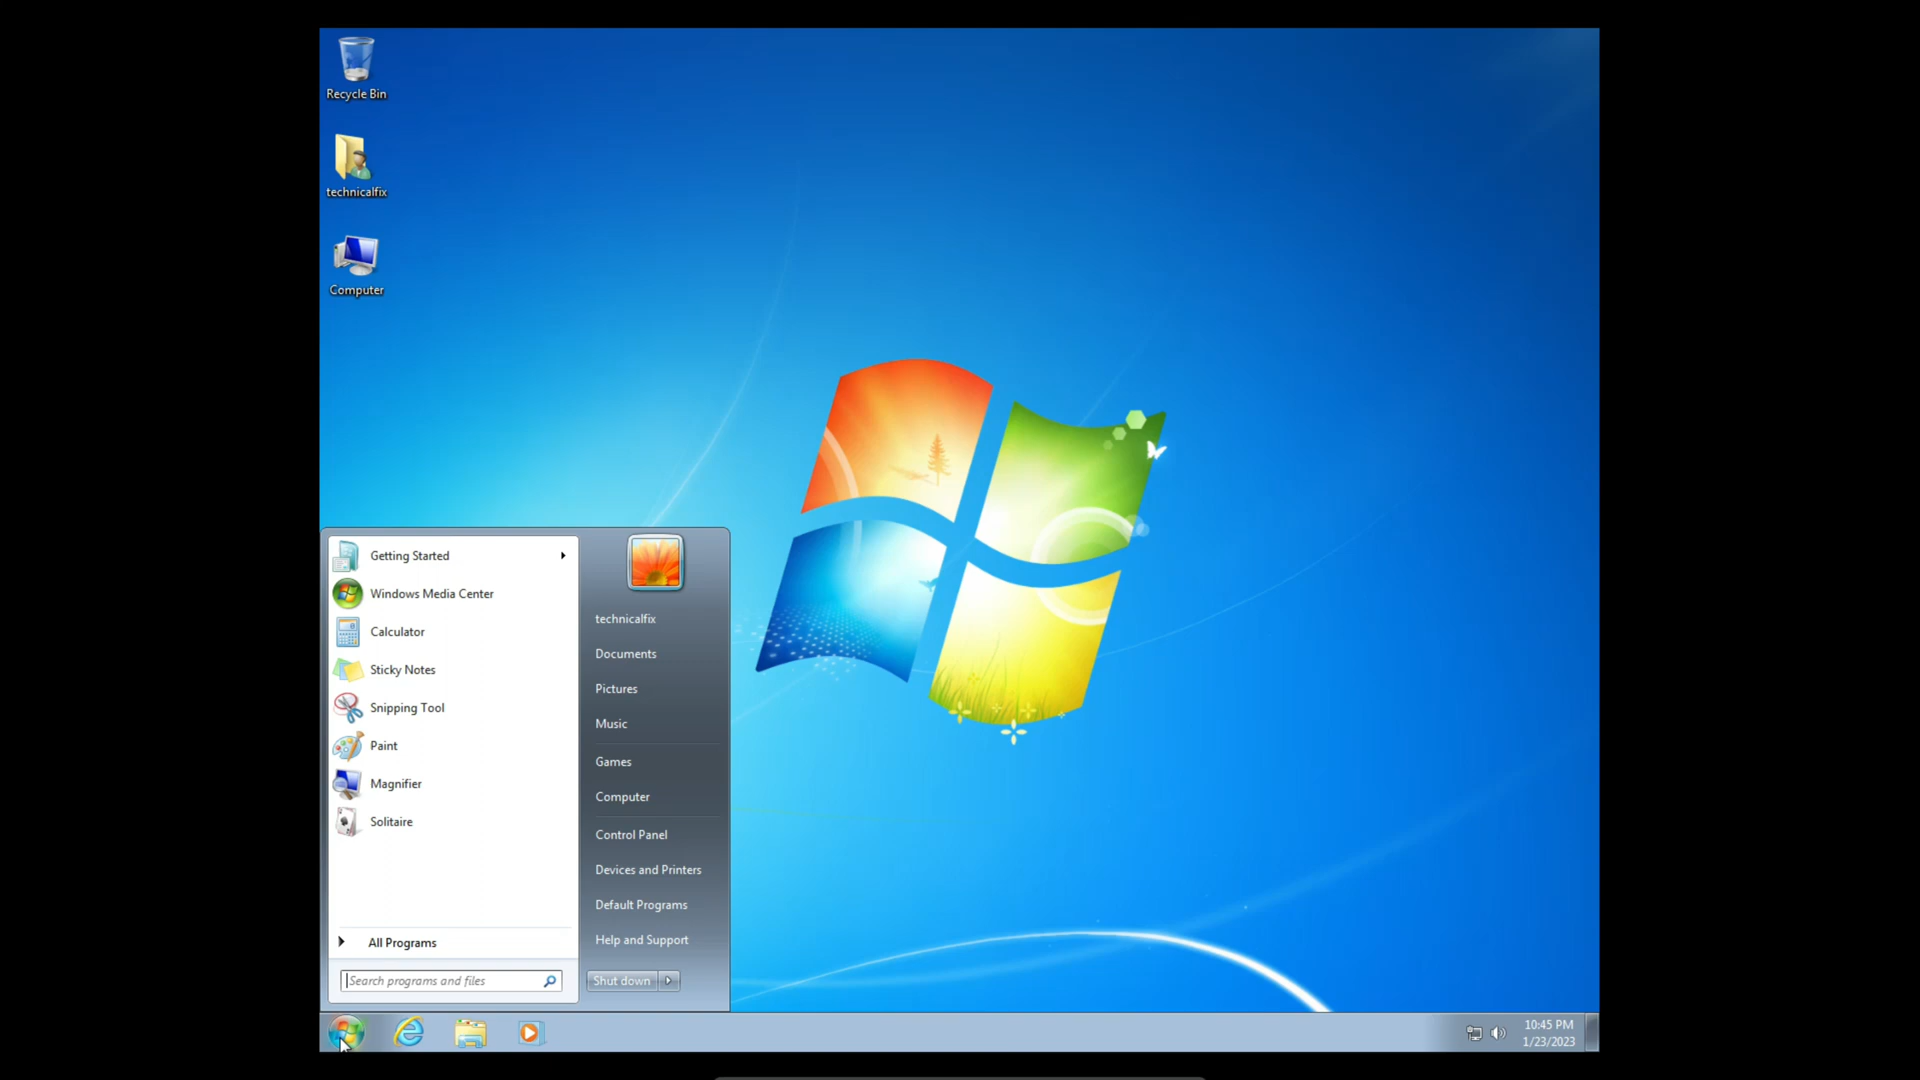 Recycle Bin
technicalfix
Computer
Getting Started
Windows Media Center
Calculator
Sticky Notes
Snipping Tool
Paint
Magnifier
Solitaire
All Programs
Search programs and files
technicalfix
Documents
Pictures
Music
Games
Computer
Control Panel
Devices and Printers
Default Programs
Help and Support
Shut down
10:45 PM
1/23/2023